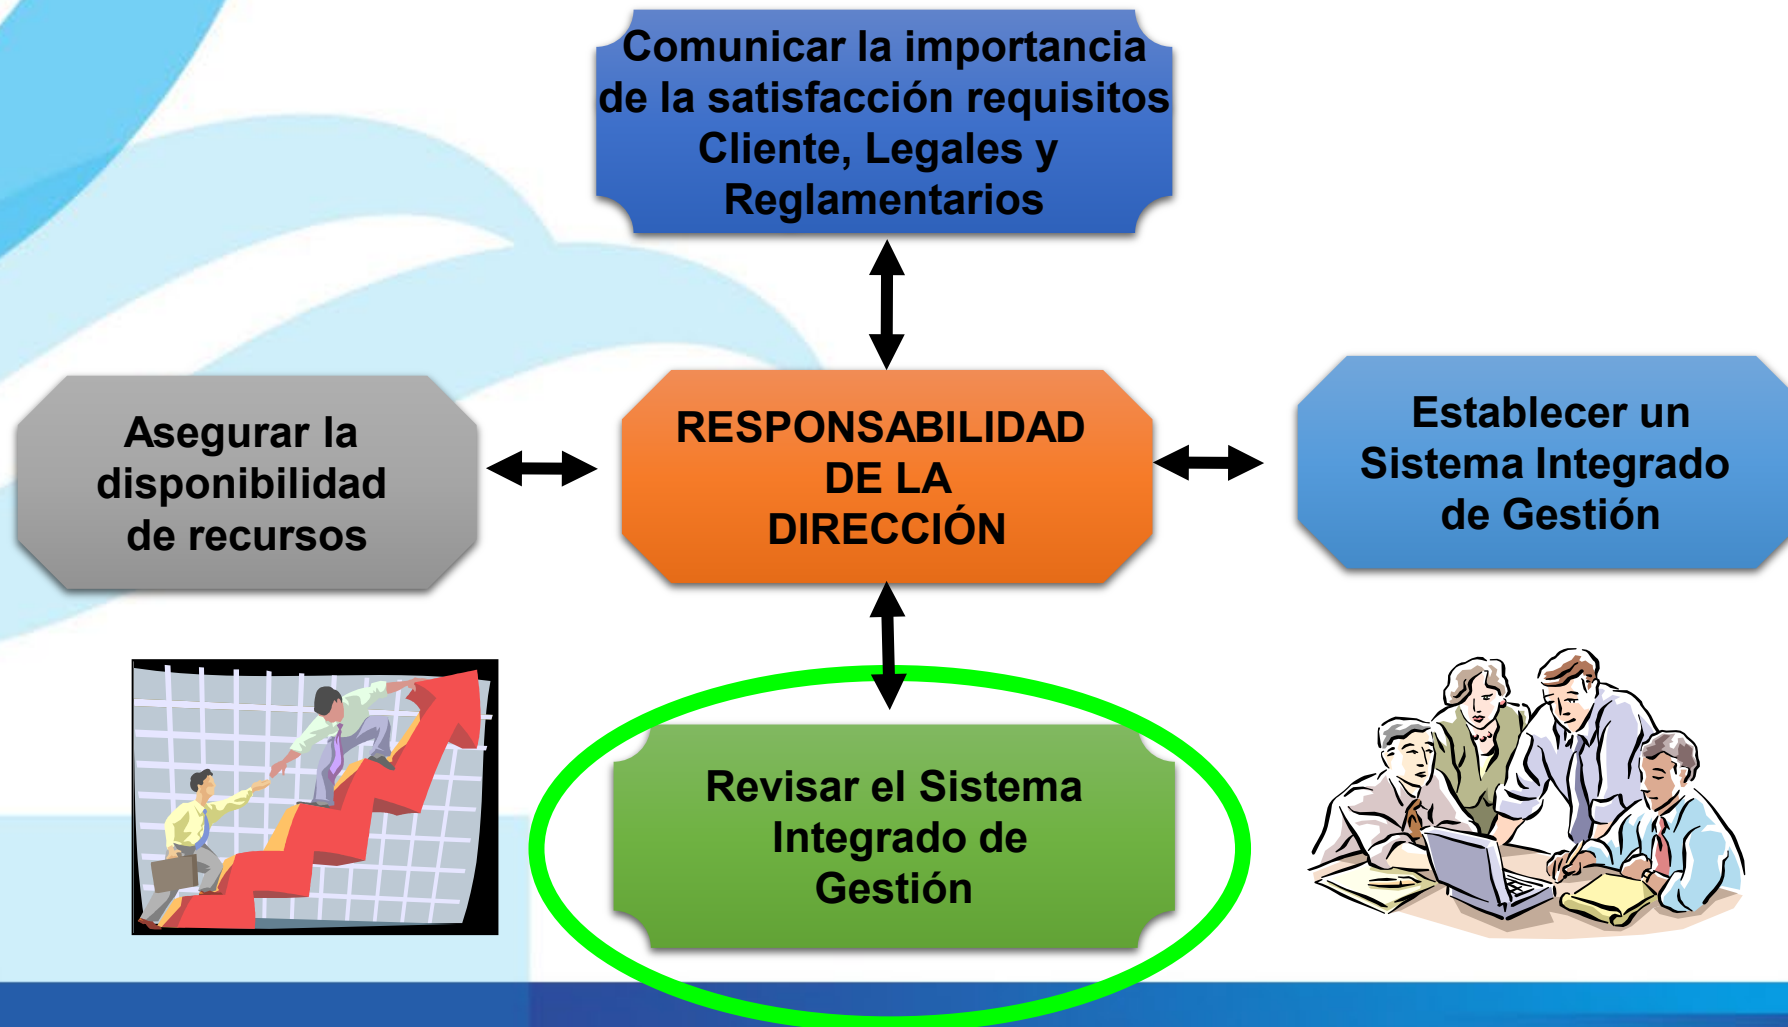 Comunicar la importancia
de la satisfacción requisitos
Cliente, Legales y
Reglamentarios
Asegurar la
disponibilidad
de recursos
RESPONSABILIDAD
DE LA
DIRECCIÓN
Establecer un
Sistema Integrado
de Gestión
Revisar el Sistema
Integrado de
Gestión